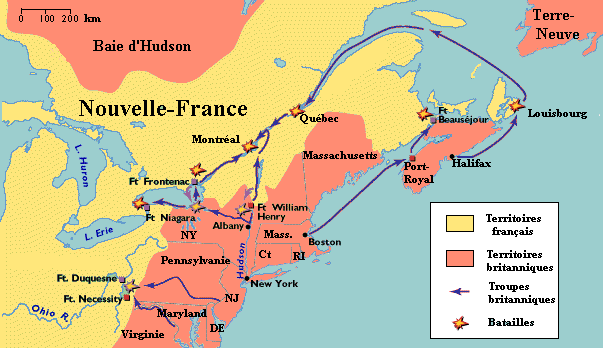 0 100 200
km
Terre-
Neuve
Baie d'Hudson
Nouvelle-France
Québec
Ft
Beauséjour
Louisbourg
Montréal
Massachusetts
L. Huron
Port-
Royal
Halifax
Ft Frontenac
Ft Niagara
Ft William
Henry
L. Erie
NY
Albany
Mass.
Boston
Ct
RI
Hudson
Pennsylvanie
New York
Ft. Duquesne
Ft. Necessity
NJ
Ohio R.
Maryland
DE
Virginie
Territoires
français
Territoires
britanniques
Troupes
britanniques
Batailles